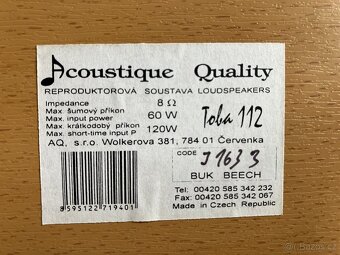 Acoustique Quality
REPRODUKTOROVÁ SOUSTAVA LOUDSPEAKERS
Impedance 8 Ω
Max. šumový příkon
Max. input power 60 W
Max. krátkodobý příkon
Max. short-time input P 120W
Toba 112
AQ, s.r.o. Wolkerova 381, 784 01 Červenka
CODE J163 3
BUK BEECH
8595122719401
Tel: 00420 585 342 232
Fax: 00420 585 342 067
Made in Czech Republic